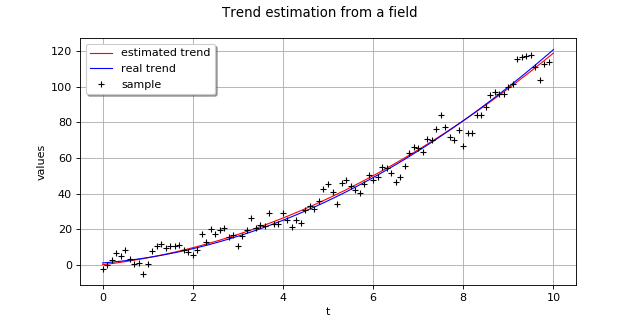 Trend estimation from a field
estimated trend
real trend
sample
values
120
100
80
60
40
20
0
0 2 4 6 8 10
t